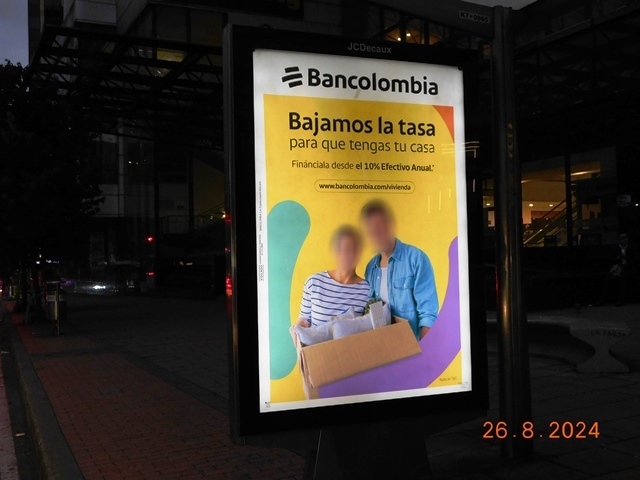 JCDecaux
Bancolombia
Bajamos la tasa
para que tengas tu casa
Fináncialo desde el 10% Efectivo Anual.*
www.bancolombia.com/vivienda
26.8.2024